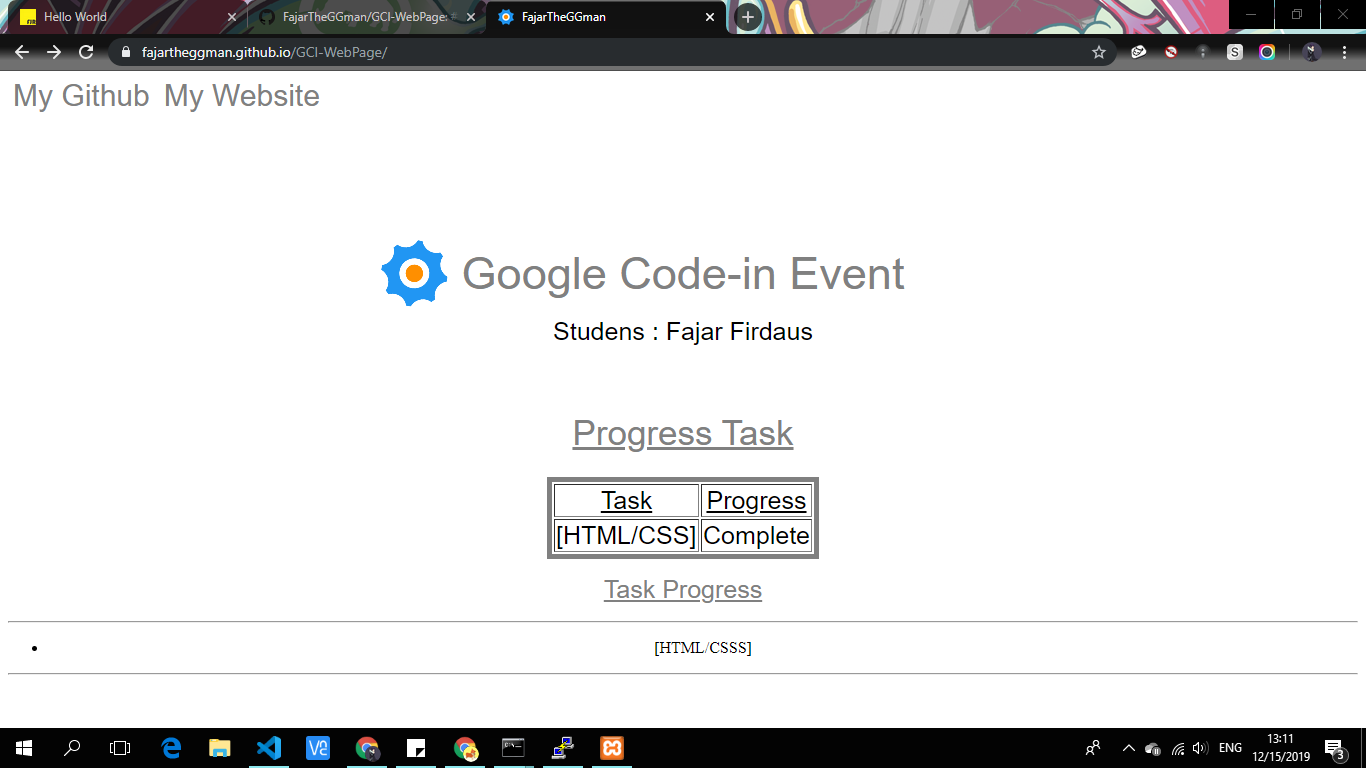 Hello World
FajarTheGGman/GCI-WebPage:
FajarTheGGman
fajartheggman.github.io/GCI-WebPage/
S
My Github My Website
Google Code-in Event
Studens : Fajar Firdaus
Progress Task
Task Progress
[HTML/CSS] Complete
Task Progress
[HTML/CSSS]
13:11
ENG
12/15/2019
3